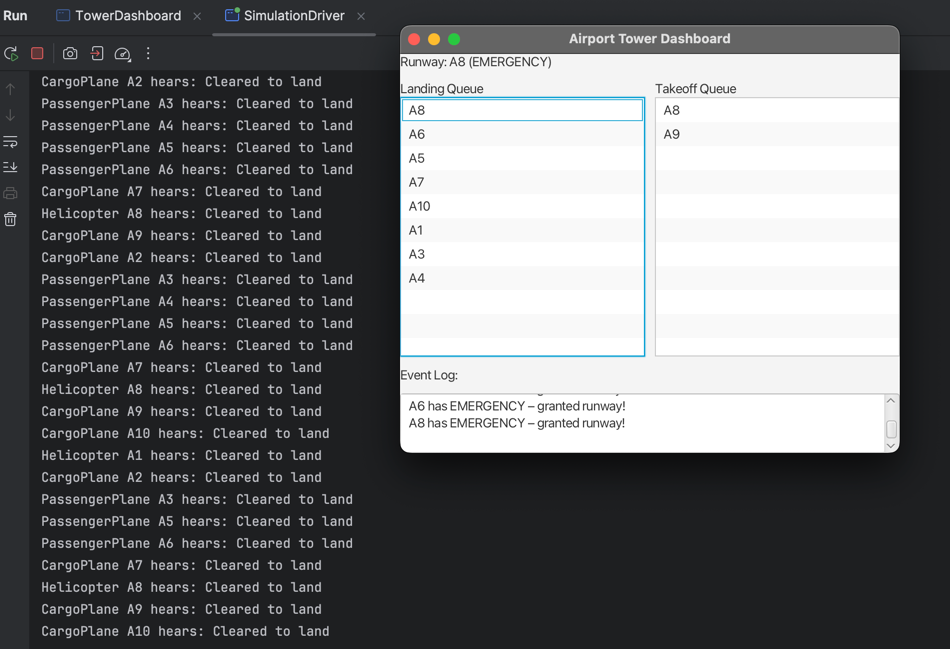 Run TowerDashboard SimulationDriver
CargoPlane A2 hears: Cleared to land
PassengerPlane A3 hears: Cleared to land
PassengerPlane A4 hears: Cleared to land
PassengerPlane A5 hears: Cleared to land
PassengerPlane A6 hears: Cleared to land
CargoPlane A7 hears: Cleared to land
Helicopter A8 hears: Cleared to land
CargoPlane A9 hears: Cleared to land
CargoPlane A2 hears: Cleared to land
PassengerPlane A3 hears: Cleared to land
PassengerPlane A4 hears: Cleared to land
PassengerPlane A5 hears: Cleared to land
PassengerPlane A6 hears: Cleared to land
CargoPlane A7 hears: Cleared to land
Helicopter A8 hears: Cleared to land
CargoPlane A9 hears: Cleared to land
CargoPlane A10 hears: Cleared to land
Helicopter A1 hears: Cleared to land
CargoPlane A2 hears: Cleared to land
PassengerPlane A3 hears: Cleared to land
PassengerPlane A5 hears: Cleared to land
PassengerPlane A6 hears: Cleared to land
CargoPlane A7 hears: Cleared to land
Helicopter A8 hears: Cleared to land
CargoPlane A9 hears: Cleared to land
CargoPlane A10 hears: Cleared to land
Airport Tower Dashboard
Runway: A8 (EMERGENCY)
Landing Queue
A8
A6
A5
A7
A10
A1
A3
A4
Takeoff Queue
A8
A9
Event Log:
A6 has EMERGENCY – granted runway!
A8 has EMERGENCY – granted runway!